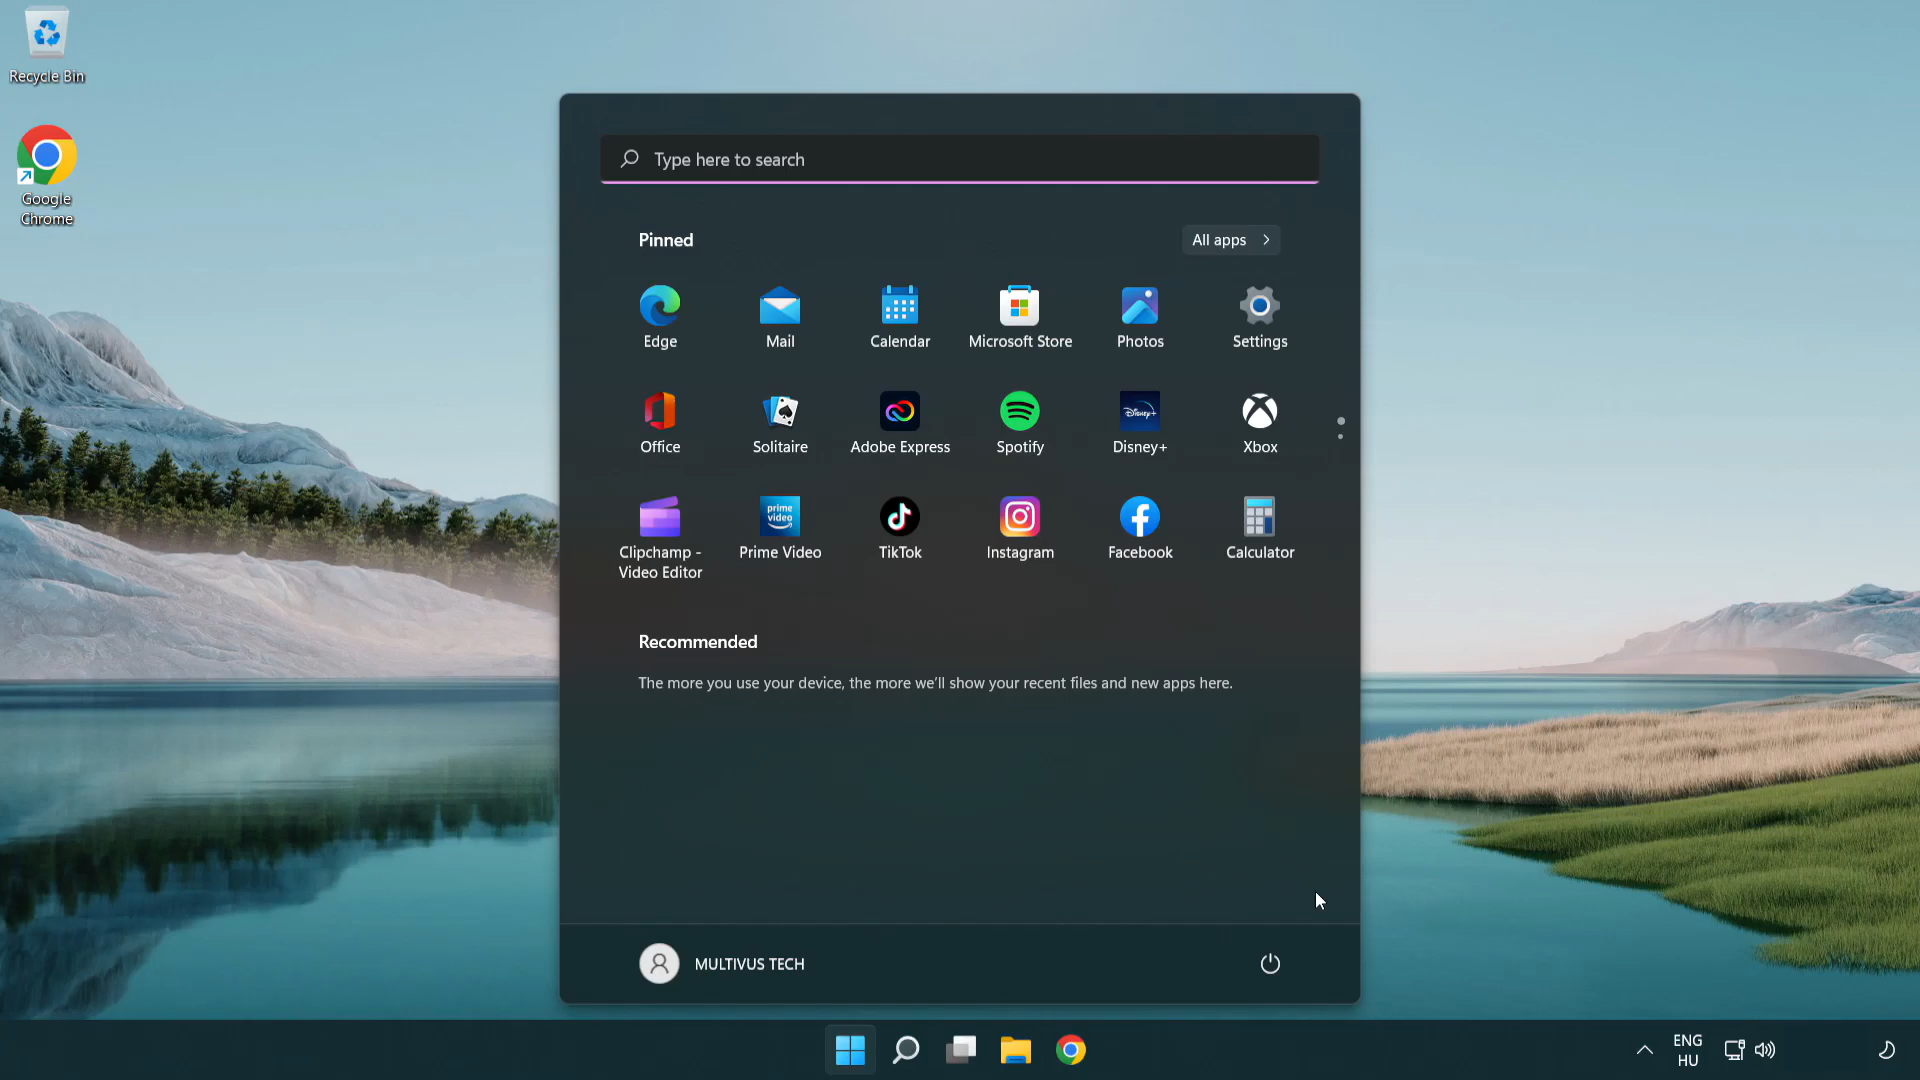 Recycle Bin
Google
Chrome
Type here to search
Pinned
All apps
Edge
Mail
Calendar
Microsoft Store
Photos
Settings
Office
Solitaire
Adobe Express
Spotify
Disney+
Disney+
Xbox
prime
video
Clipchamp -
Video Editor
Prime Video
TikTok
Instagram
Facebook
Calculator
Recommended
The more you use your device, the more we'll show your recent files and new apps here.
MULTIVUS TECH
ENG
HU